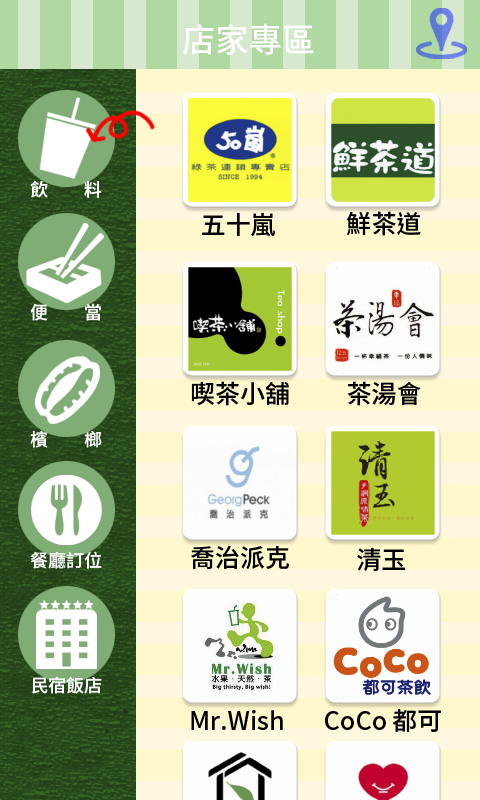 店家專區
飲 料
便 當
檳 榔
餐廳訂位
民宿飯店
50嵐
綠茶連鎖專賣店
SINCE 1994
五十嵐
鮮茶道
鮮茶道
喫茶小舖
Tea shop
喫茶小舖
茶湯會
一杯幸福茶 一份人情味
茶湯會
GeorgPeck
喬治派克
喬治派克
清玉
清玉
Mr.Wish
水果·天然·茶
Big thirsty, Big wish!
Mr.Wish
CoCo
都可茶飲
CoCo 都可